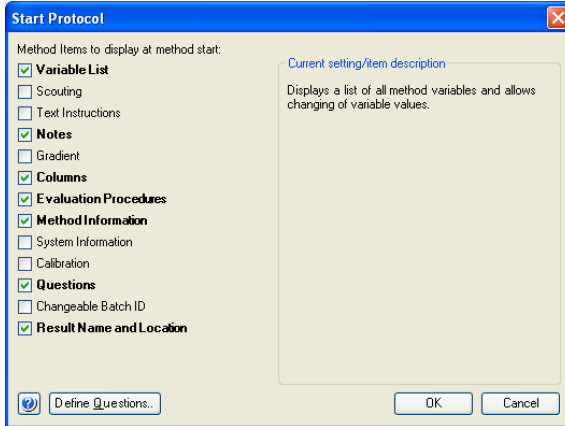 Start Protocol
Method Items to display at method start:
Variable List
Scouting
Text Instructions
Notes
Gradient
Columns
Evaluation Procedures
Method Information
System Information
Calibration
Questions
Changeable Batch ID
Result Name and Location
Current setting/item description
Displays a list of all method variables and allows
changing of variable values.
Define Questions..
OK
Cancel